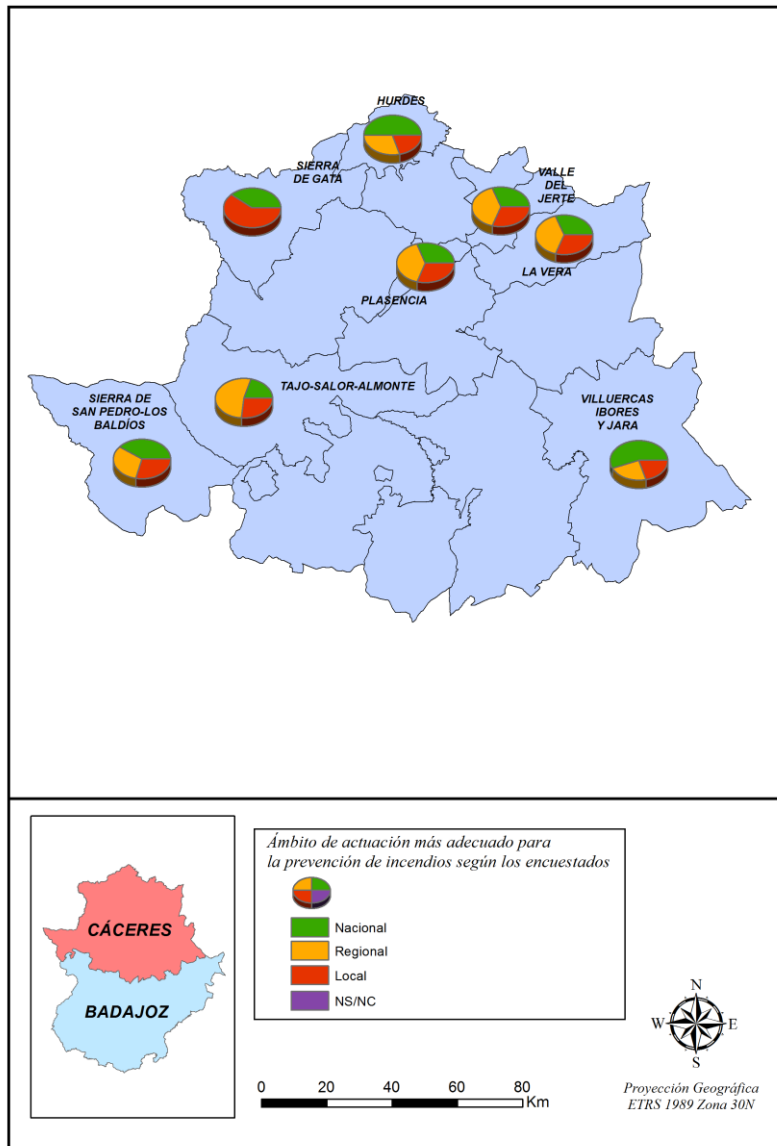 HURDES
SIERRA
DE GATA
VALLE
DEL
JERTE
LA VERA
PLASENCIA
TAJO-SALOR-ALMONTE
SIERRA DE
SAN PEDRO-LOS
BALDÍOS
VILLUERCAS
IBORES
Y JARA
CÁCERES
BADAJOZ
Ámbito de actuación más adecuado para
la prevención de incendios según los encuestados
Nacional
Regional
Local
NS/NC
0 20 40 60 80
Km
N
W E
S
Proyección Geográfica
ETRS 1989 Zona 30N